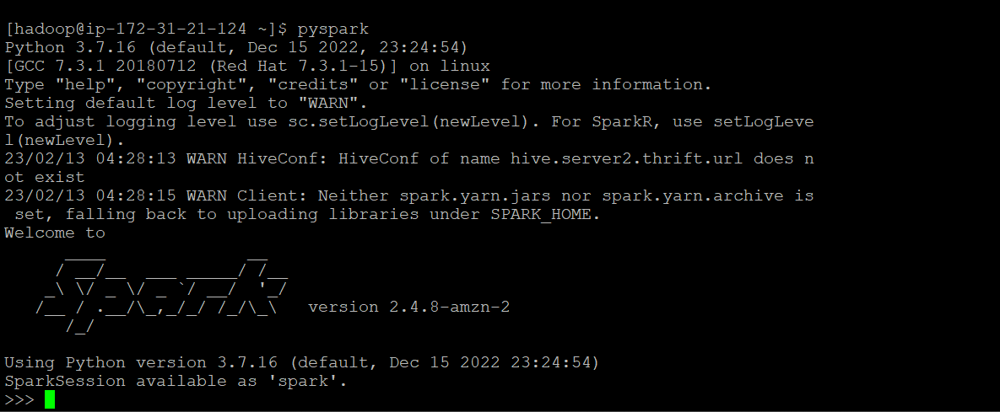 [hadoop@ip-172-31-21-124 ~]$ pyspark
Python 3.7.16 (default, Dec 15 2022, 23:24:54)
[GCC 7.3.1 20180712 (Red Hat 7.3.1-15)] on linux
Type "help", "copyright", "credits" or "license" for more information.
Setting default log level to "WARN".
To adjust logging level use sc.setLogLevel(newLevel). For SparkR, use setLogLeve
l(newLevel).
23/02/13 04:28:13 WARN HiveConf: HiveConf of name hive.server2.thrift.url does n
ot exist
23/02/13 04:28:15 WARN Client: Neither spark.yarn.jars nor spark.yarn.archive is
 set, falling back to uploading libraries under SPARK_HOME.
Welcome to
      ____              __
     / __/__  ___ _____/ /__
    _\ \/ _ \/ _ `/ __/  '_/
   /__ / .__/\_,_/_/ /_/\_\   version 2.4.8-amzn-2
      /_/

Using Python version 3.7.16 (default, Dec 15 2022 23:24:54)
SparkSession available as 'spark'.
>>>